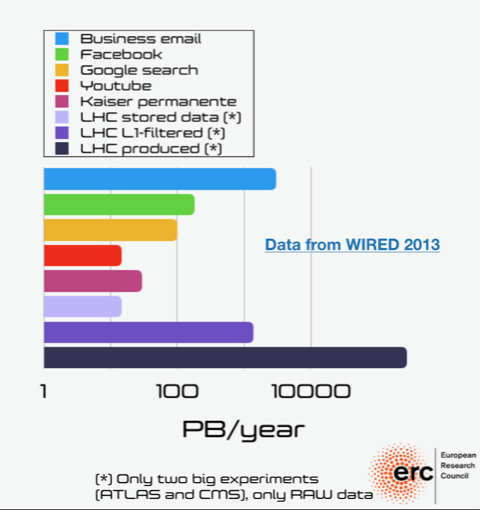 Business email
Facebook
Google search
Youtube
Kaiser permanente
LHC stored data (*)
LHC L1-filtered (*)
LHC produced (*)
Data from WIRED 2013
1 100 10000
PB/year
(*) Only two big experiments
(ATLAS and CMS), only RAW data
erc
European
Research
Council